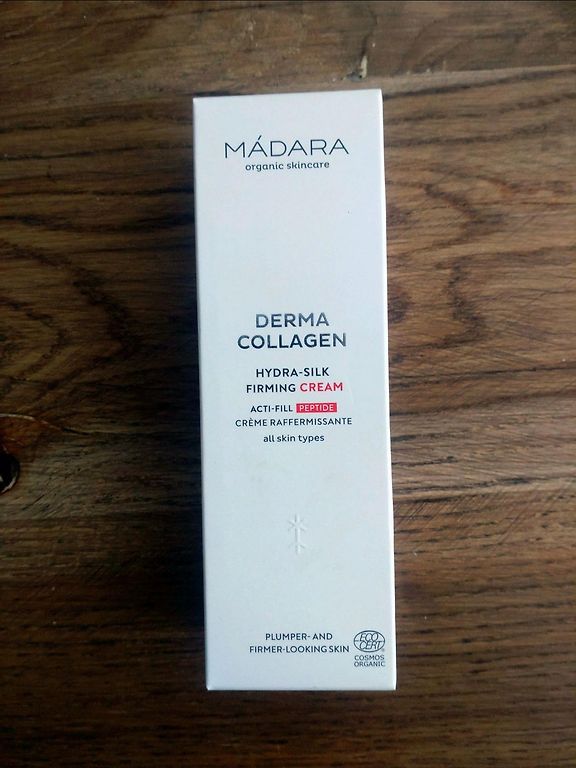 MÁDARA
organic skincare
DERMA
COLLAGEN
HYDRA-SILK
FIRMING CREAM
ACTI-FILL PEPTIDE
CRÈME RAFFERMISSANTE
all skin types
PLUMPER- AND
FIRMER-LOOKING SKIN
ECO
CERT
COSMOS
ORGANIC